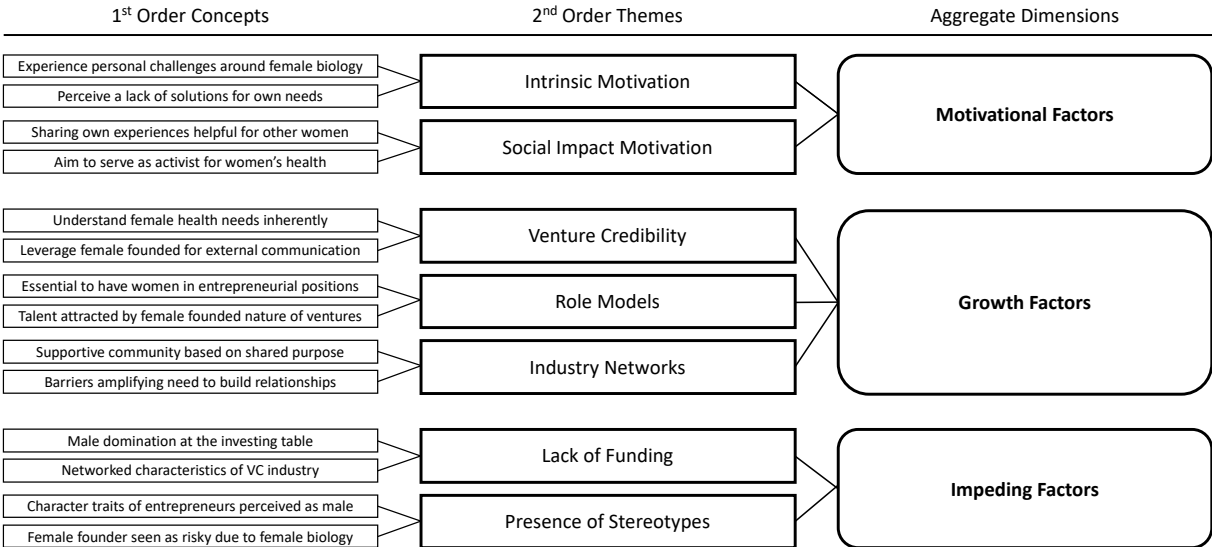 1st Order Concepts
2nd Order Themes
Aggregate Dimensions
Experience personal challenges around female biology
Perceive a lack of solutions for own needs
Intrinsic Motivation
Sharing own experiences helpful for other women
Aim to serve as activist for women’s health
Social Impact Motivation
Motivational Factors
Understand female health needs inherently
Leverage female founded for external communication
Venture Credibility
Essential to have women in entrepreneurial positions
Talent attracted by female founded nature of ventures
Role Models
Supportive community based on shared purpose
Barriers amplifying need to build relationships
Industry Networks
Growth Factors
Male domination at the investing table
Networked characteristics of VC industry
Lack of Funding
Character traits of entrepreneurs perceived as male
Female founder seen as risky due to female biology
Presence of Stereotypes
Impeding Factors